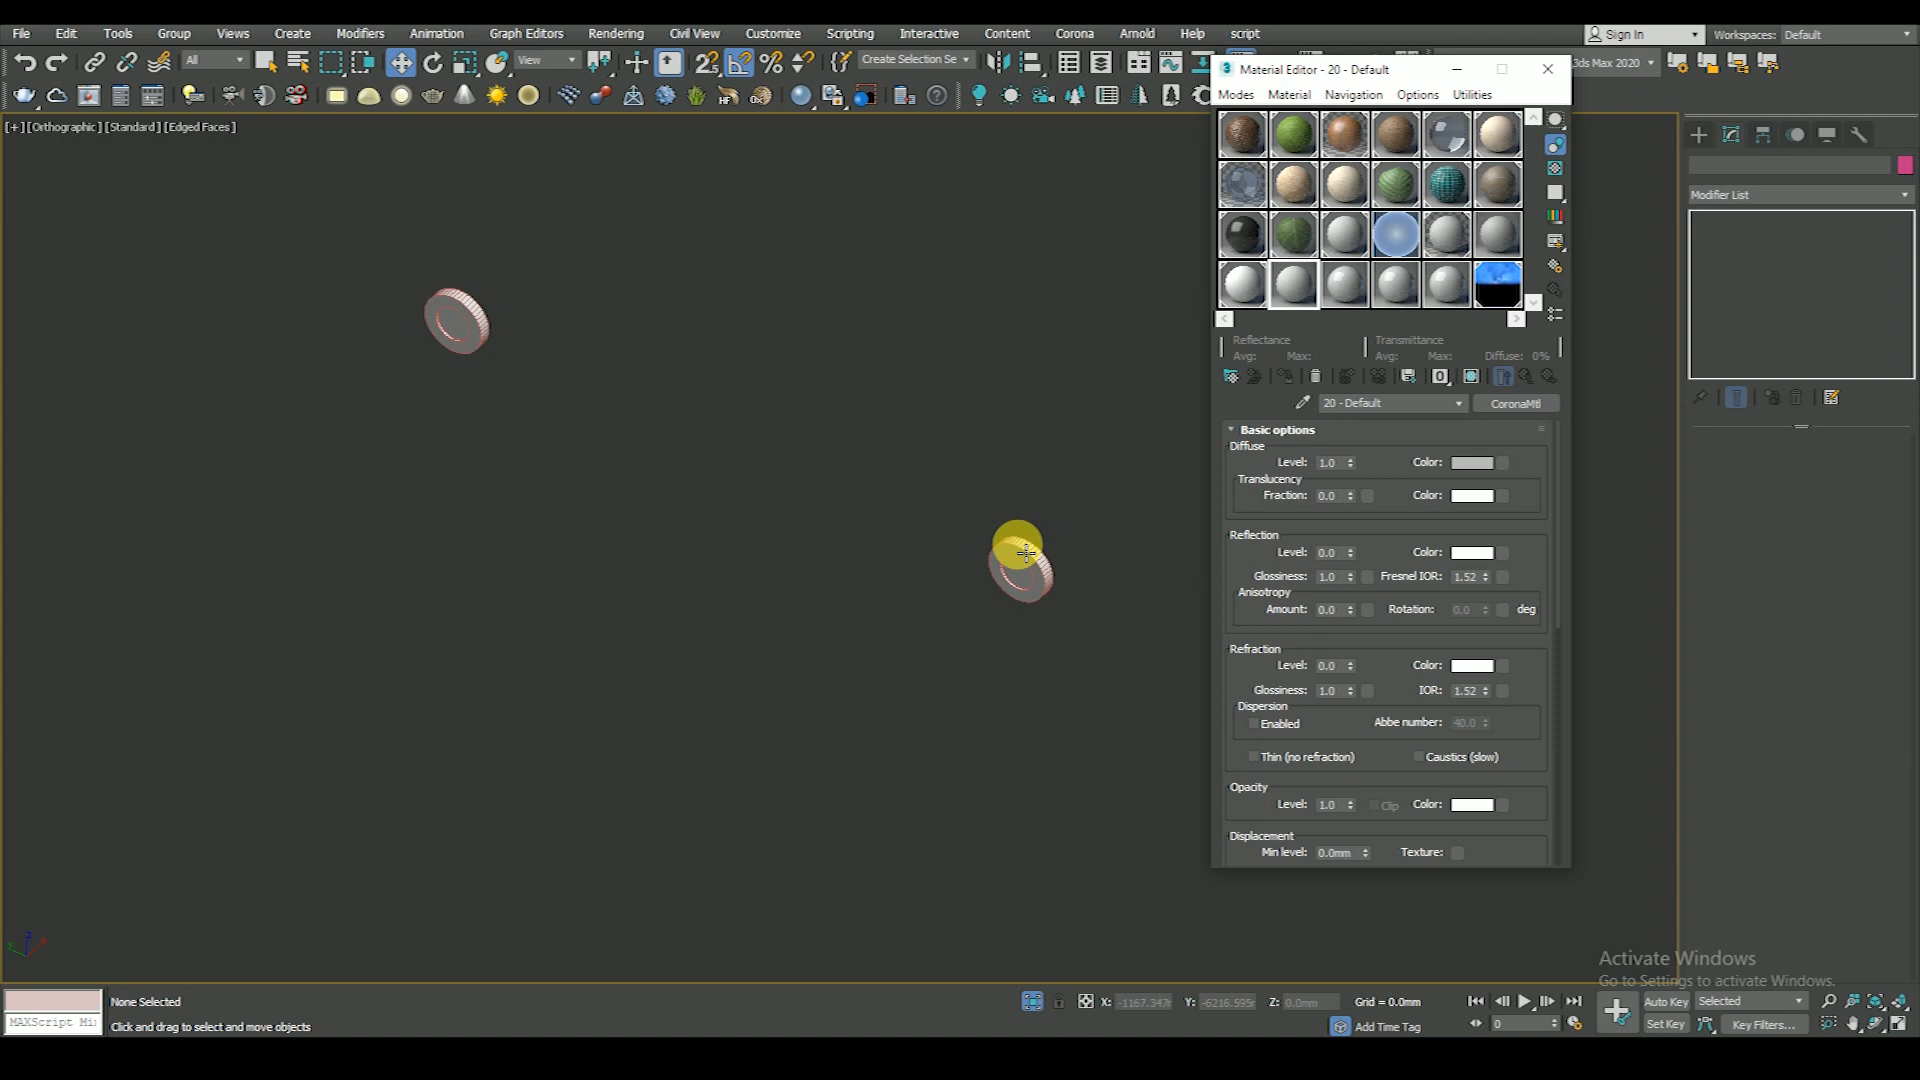 File Edit Tools Group Views Create Modifiers Animation Graph Editors Rendering Civil View Customize Scripting Interactive Content Corona Arnold Help script
Sign In Workspaces: Default
All View Create Selection Se 3ds Max 2020
Material Editor - 20 - Default
Modes Material Navigation Options Utilities
[+] [Orthographic] [Standard] [Edged Faces]
Modifier List
Reflectance Transmittance
Avg: Max: Avg: Max: Diffuse: 0%
20 - Default CoronaMtl
Basic options
Diffuse
Level: 1.0 Color:
Translucency
Fraction: 0.0 Color:
Reflection
Level: 0.0 Color:
Glossiness: 1.0 Fresnel IOR: 1.52
Anisotropy
Amount: 0.0 Rotation: 0.0 deg
Refraction
Level: 0.0 Color:
Glossiness: 1.0 IOR: 1.52
Dispersion
Enabled Abbe number: 40.0
Thin (no refraction) Caustics (slow)
Opacity
Level: 1.0 Clip Color:
Displacement
Min level: 0.0mm Texture:
Activate Windows
Go to Settings to activate Windows.
None Selected X: -1167.347 Y: -6216.595 Z: 0.0mm Grid = 0.0mm Auto Key Selected
MAXScript Mi Click and drag to select and move objects Add Time Tag 0 Set Key Key Filters...